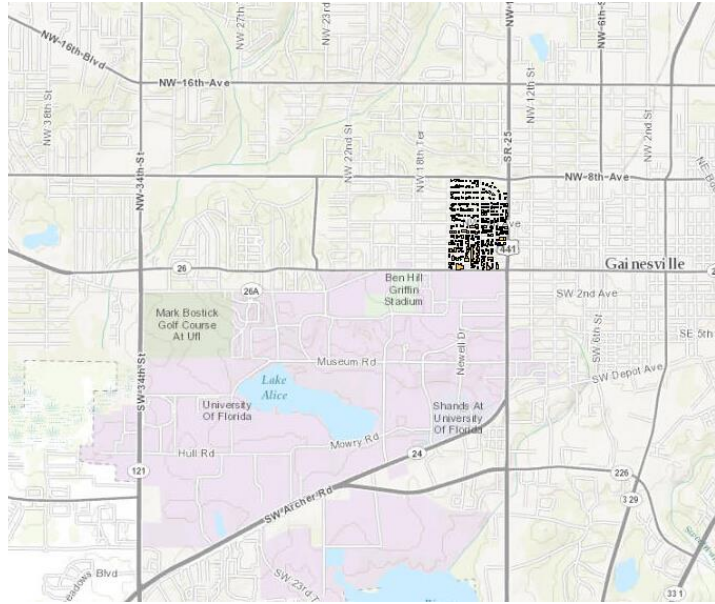 NW-16th-Blvd
NW 27th
NW 23rd
NW-6th-S
NW-16th-Ave
NW 38th St
NW 12th St
NW 22nd St
NW 18th Ter
SR-25
NW 2nd St
NW-34th-St
NW-8th-Ave
441
Gainesville
26
Ben Hill
Griffin
Stadium
26A
SW 2nd Ave
Mark Bostick
Golf Course
At Ufl
SW 6th St
SE 5th
Museum Rd
Newell Dr
SW Depot Ave
Lake
Alice
SW-34th-St
University
Of Florida
Shands At
University
Of Florida
Mowry Rd
Hull Rd
24
121
226
SW-Archer-Rd
329
Blvd
SW 23rd T
331